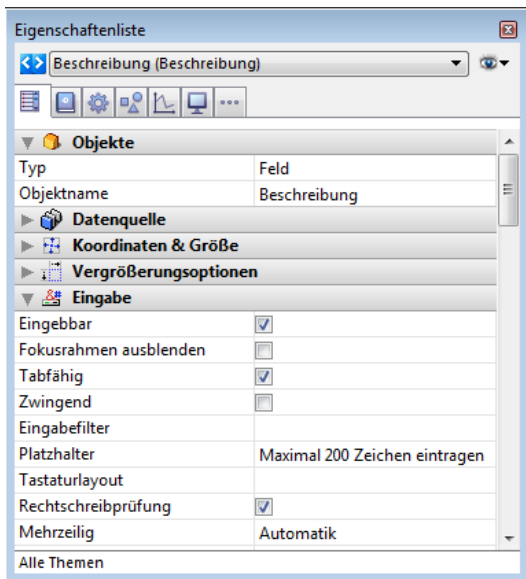 Eigenschaftenliste
Beschreibung (Beschreibung)
Objekte
Typ Feld
Objektname Beschreibung
Datenquelle
Koordinaten & Größe
Vergrößerungsoptionen
Eingabe
Eingebbar
Fokusrahmen ausblenden
Tabfähig
Zwingend
Eingabefilter
Platzhalter Maximal 200 Zeichen eintragen
Tastaturlayout
Rechtschreibprüfung
Mehrzeilig Automatik
Alle Themen